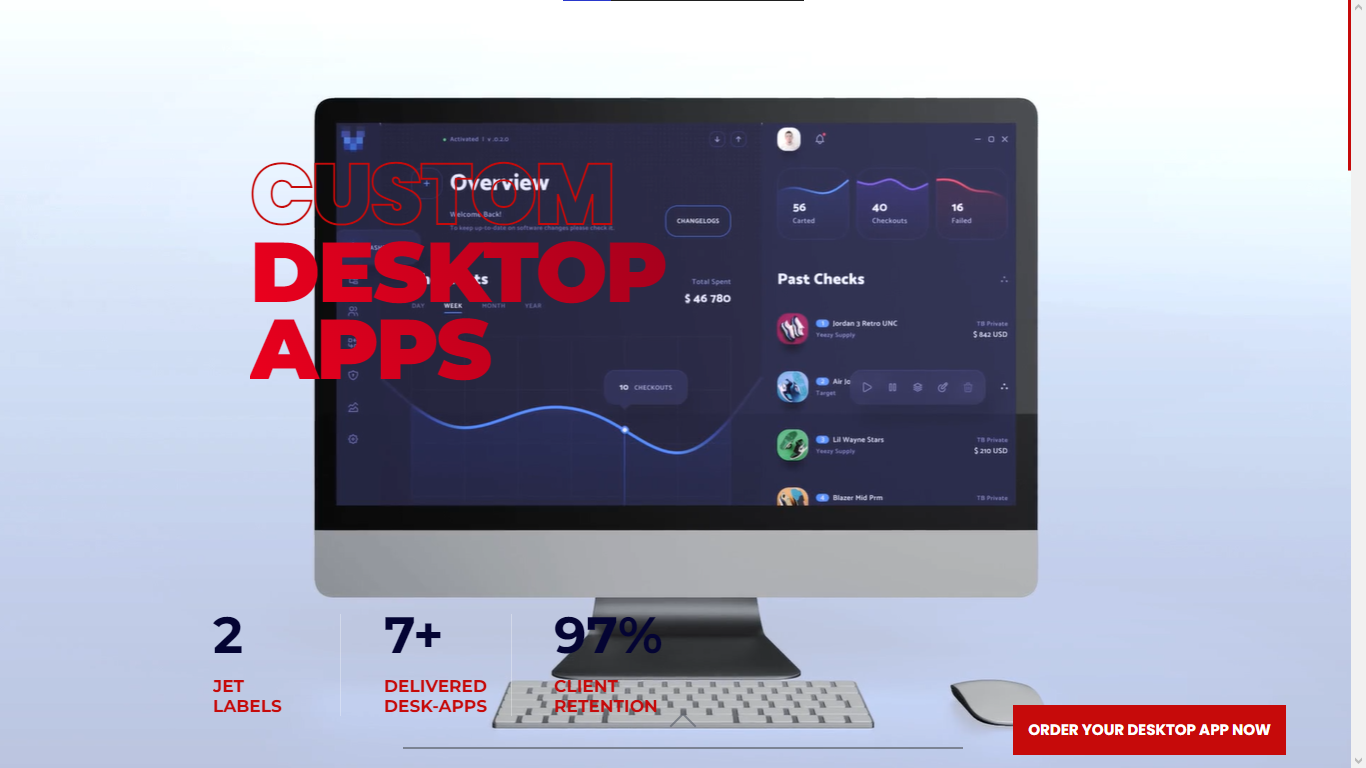 Activated | v .0.2.0
CUSTOM
DESKTOP
APPS
Overview
Welcome Back!
To keep up-to-date on software changes please check it.
CHANGELOGS
56
Carted
40
Checkouts
16
Failed
Total Spent
$ 46 780
DAY WEEK MONTH YEAR
10 CHECKOUTS
Past Checks
1 Jordan 3 Retro UNC
Yeezy Supply
TB Private
$ 842 USD
2 Air Jo
Target
3 Lil Wayne Stars
Yeezy Supply
TB Private
$ 210 USD
4 Blazer Mid Prm
TB Private
2
JET
LABELS
7+
DELIVERED
DESK-APPS
97%
CLIENT
RETENTION
ORDER YOUR DESKTOP APP NOW